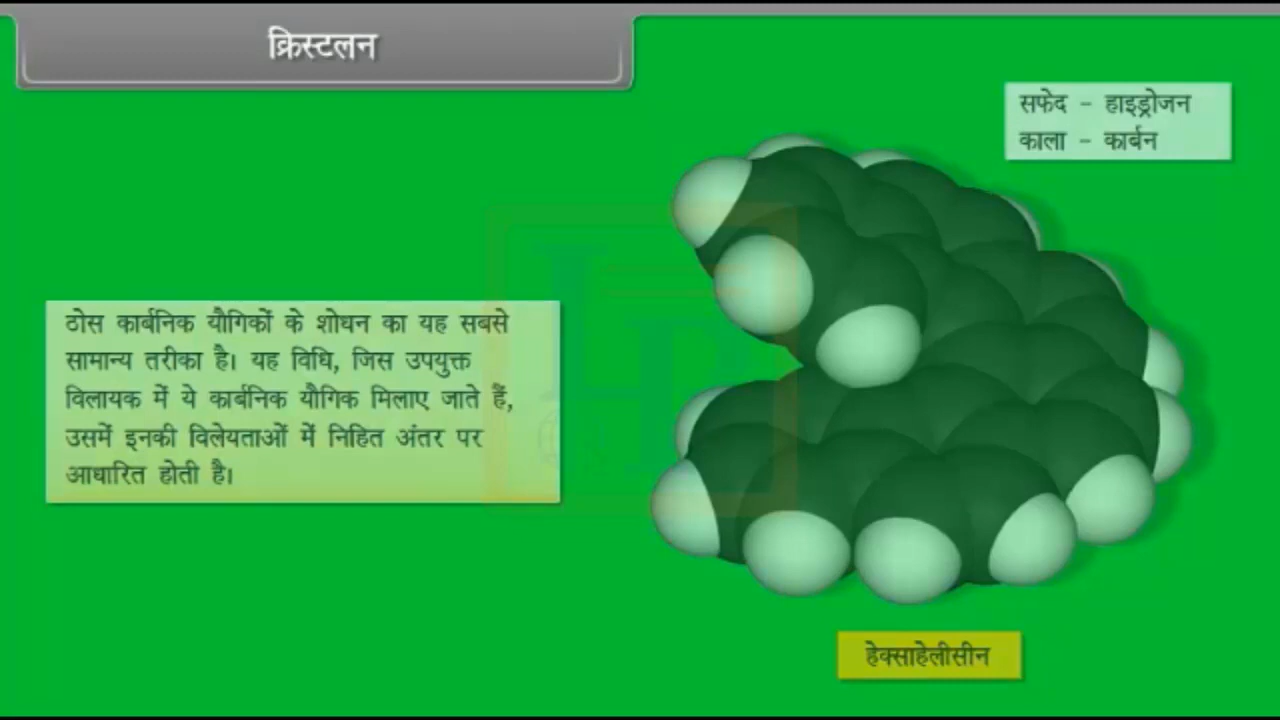 क्रिस्टलन
सफेद - हाइड्रोजन
काला - कार्बन
ठोस कार्बनिक यौगिकों के शोधन का यह सबसे
सामान्य तरीका है। यह विधि, जिस उपयुक्त
विलायक में ये कार्बनिक यौगिक मिलाए जाते हैं,
उसमें इनकी विलेयताओं में निहित अंतर पर
आधारित होती है।
हेक्साहेलीसीन